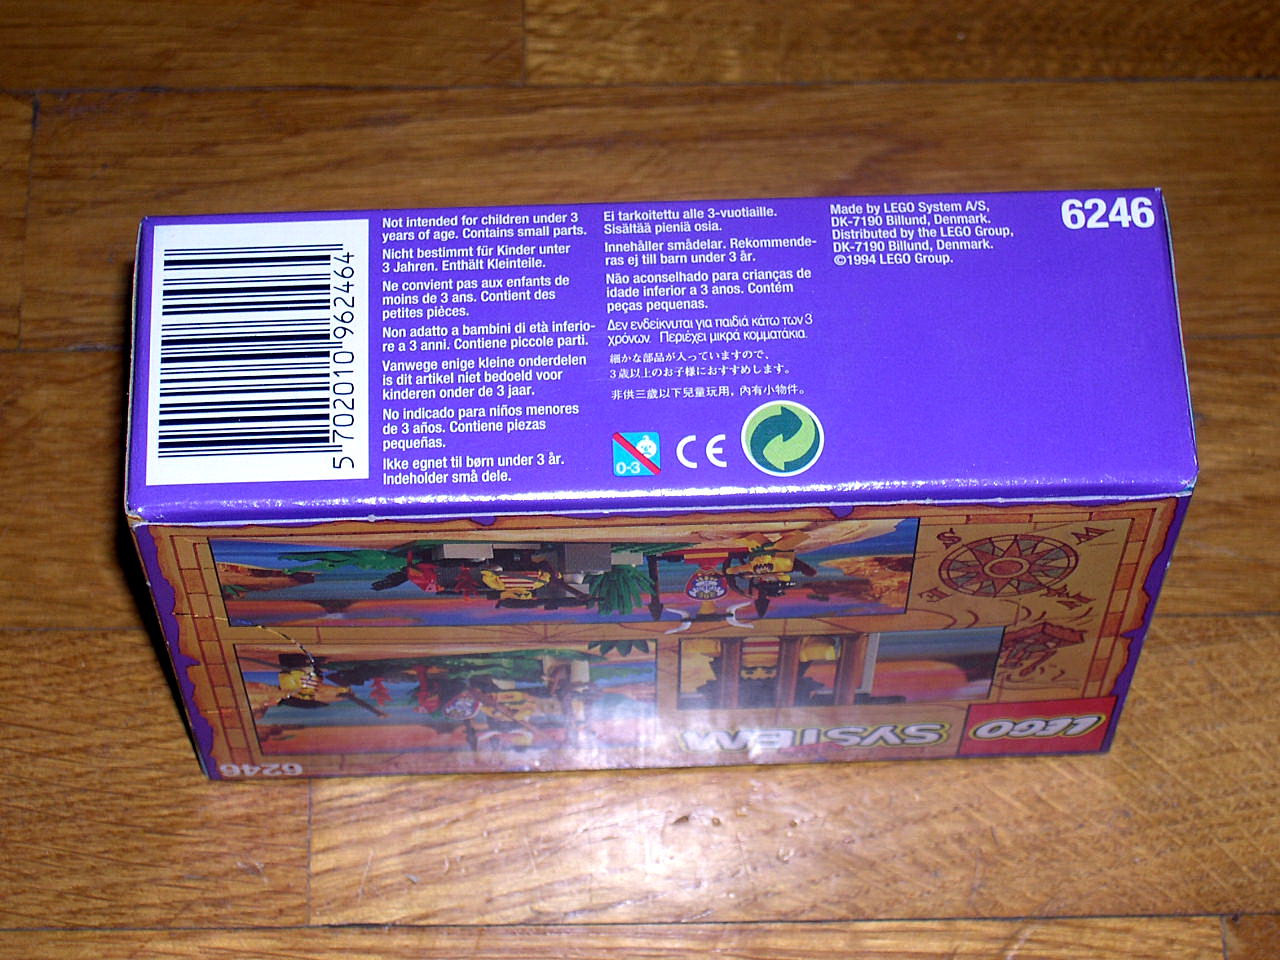 5 702010 962464
Not intended for children under 3
years of age. Contains small parts.
Nicht bestimmt für Kinder unter
3 Jahren. Enthält Kleinteile.
Ne convient pas aux enfants de
moins de 3 ans. Contient des
petites pièces.
Non adatto a bambini di età inferio-
re a 3 anni. Contiene piccole parti.
Vanwege enige kleine onderdelen
is dit artikel niet bedoeld voor
kinderen onder de 3 jaar.
No indicado para niños menores
de 3 años. Contiene piezas
pequeñas.
Ikke egnet til børn under 3 år.
Indeholder små dele.
Ei tarkoitettu alle 3-vuotiaille.
Sisältää pieniä osia.
Innehåller smådelar. Rekommende-
ras ej till barn under 3 år.
Não aconselhado para crianças de
idade inferior a 3 anos. Contém
peças pequenas.
Δεν ενδείκνυται για παιδιά κάτω των 3
χρόνων. Περιέχει μικρά κομματάκια.
細かな部品が入っていますので、
3歳以上のお子様におすすめします。
非供三歲以下兒童玩用，內有小物件。
0-3
CE
Made by LEGO System A/S,
DK-7190 Billund, Denmark.
Distributed by the LEGO Group,
DK-7190 Billund, Denmark.
©1994 LEGO Group.
6246
LEGO SYSTEM
6246